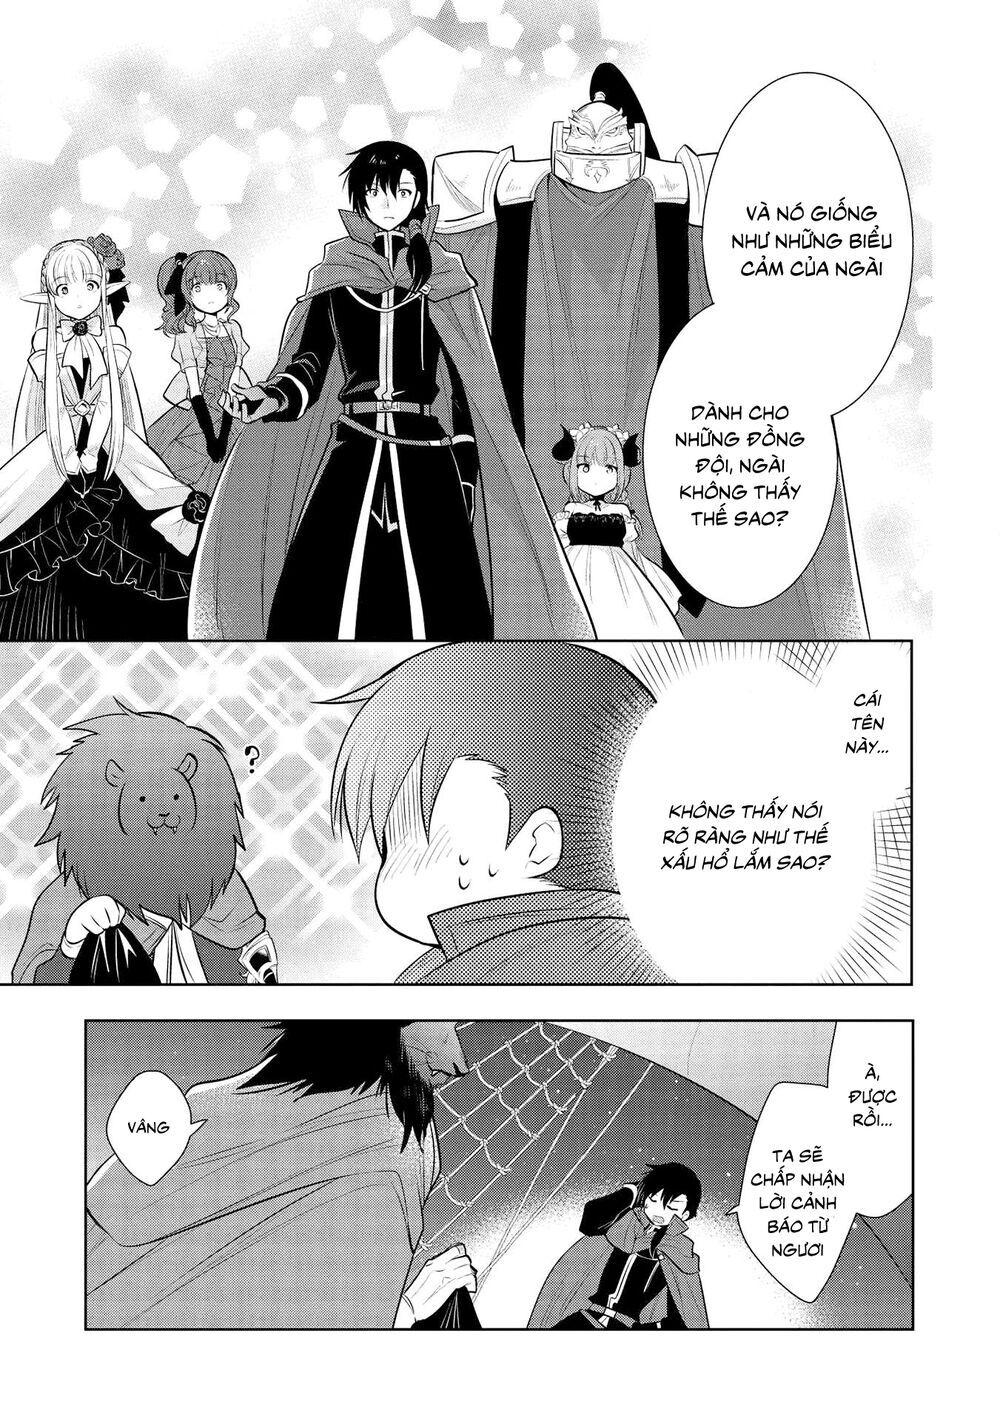 VÀ NÓ GIỐNG
NHƯ NHỮNG BIỂU
CẢM CỦA NGÀI
DÀNH CHO
NHỮNG ĐỒNG
ĐỘI, NGÀI
KHÔNG THẤY
THẾ SAO?
CÁI
TÊN
NÀY...
KHÔNG THẤY NÓI
RÕ RÀNG NHƯ THẾ
XẤU HỔ LẮM SAO?
?
À,
ĐƯỢC
RỒI...
TA SẼ
CHẤP NHẬN
LỜI CẢNH
BÁO TỪ
NGƯƠI
VÂNG